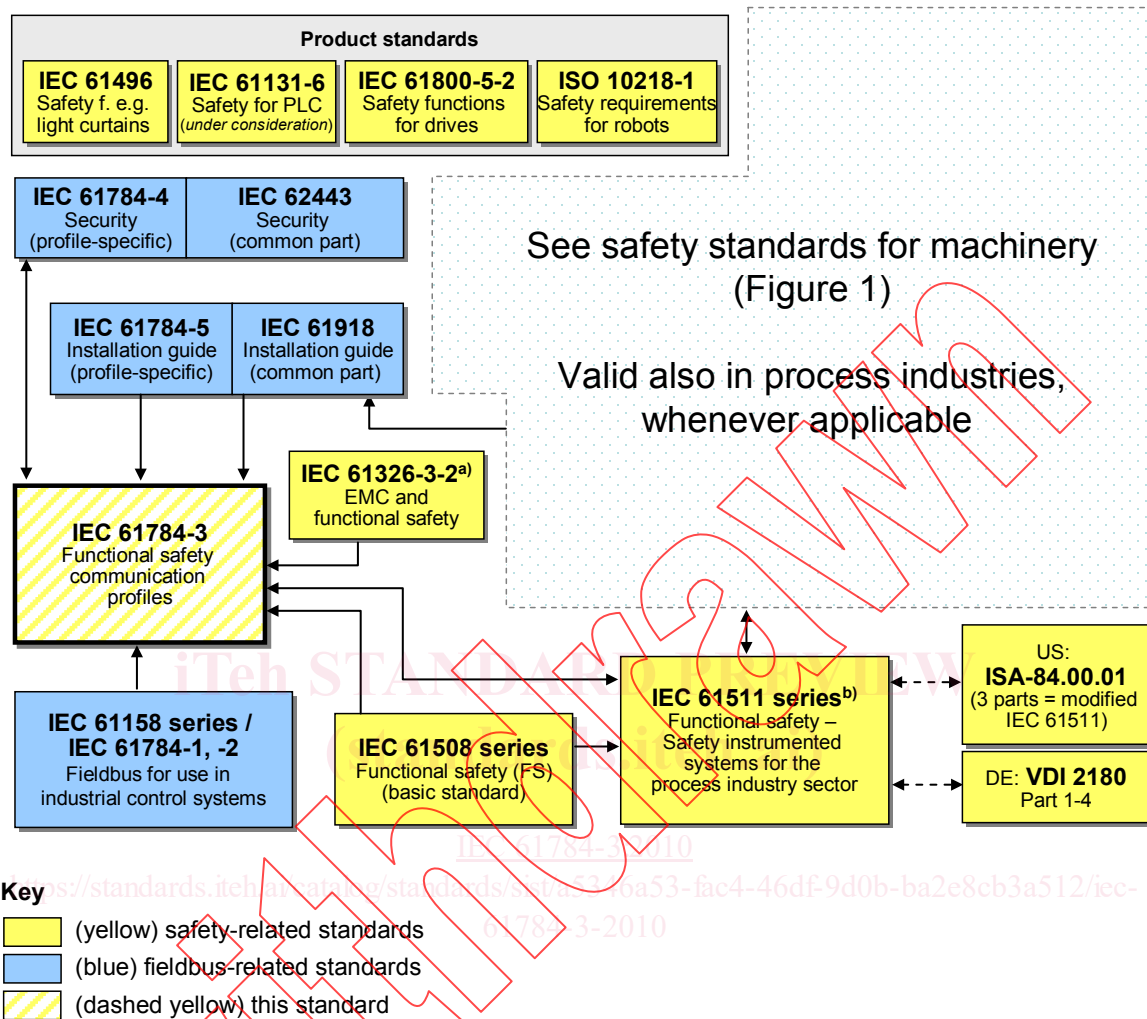 Product standards
IEC 61496
Safety f. e.g.
light curtains
IEC 61131-6
Safety for PLC
(under consideration)
IEC 61800-5-2
Safety functions
for drives
ISO 10218-1
Safety requirements
for robots
IEC 61784-4
Security
(profile-specific)
IEC 62443
Security
(common part)
See safety standards for machinery
(Figure 1)
Valid also in process industries,
whenever applicable
IEC 61784-5
Installation guide
(profile-specific)
IEC 61918
Installation guide
(common part)
IEC 61326-3-2a)
EMC and
functional safety
IEC 61784-3
Functional safety
communication
profiles
IEC 61158 series /
IEC 61784-1, -2
Fieldbus for use in
industrial control systems
IEC 61508 series
Functional safety (FS)
(basic standard)
IEC 61511 series b)
Functional safety –
Safety instrumented
systems for the
process industry sector
US:
ISA-84.00.01
(3 parts = modified
IEC 61511)
DE: VDI 2180
Part 1-4
iTeh STANDARD PREVIEW
(standards.iteh.ai)
IEC 61784-3:2010
https://standards.iteh.ai/catalog/standards/sist/a5346a53-fac4-46df-9d0b-ba2e8cb3a512/iec-
61784-3-2010
Key
(yellow) safety-related standards
(blue) fieldbus-related standards
(dashed yellow) this standard
Withdrawn